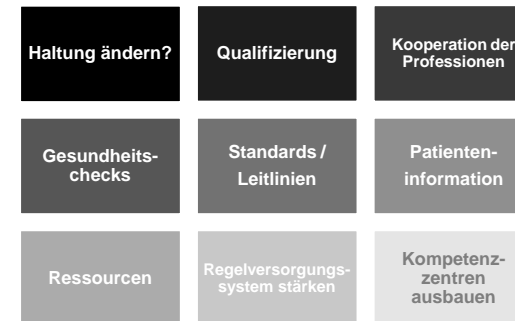 Haltung ändern?
Qualifizierung
Kooperation der
Professionen
Gesundheits-
checks
Standards /
Leitlinien
Patienten-
information
Ressourcen
Regelversorgungs-
system stärken
Kompetenz-
zentren
ausbauen